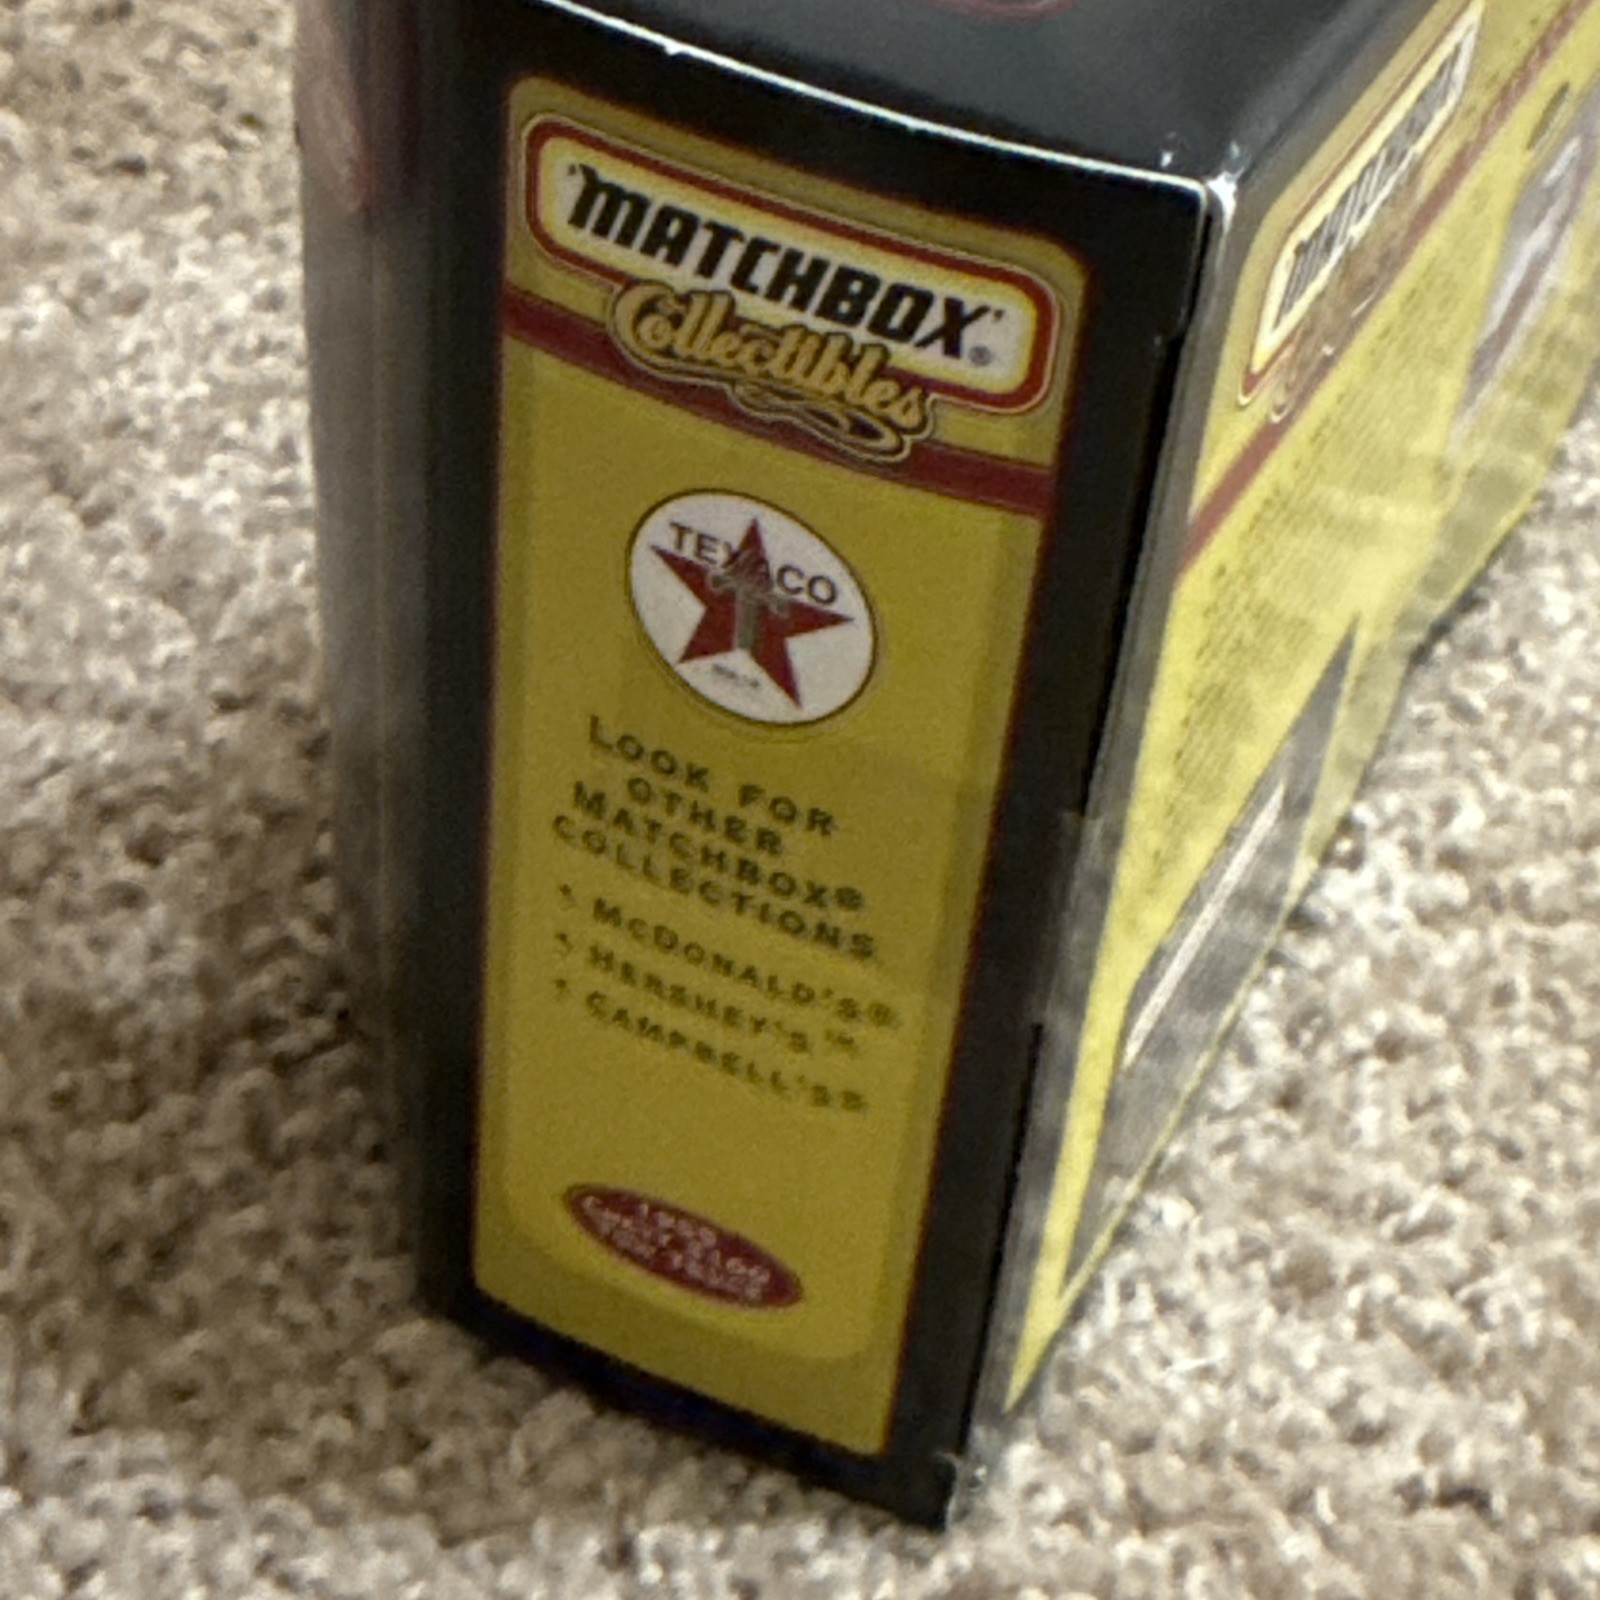 MATCHBOX®
Collectibles
TEXACO
LOOK FOR
OTHER
MATCHBOX®
COLLECTIONS
McDONALD'S®
HERSHEY'S™
CAMPBELL'S®